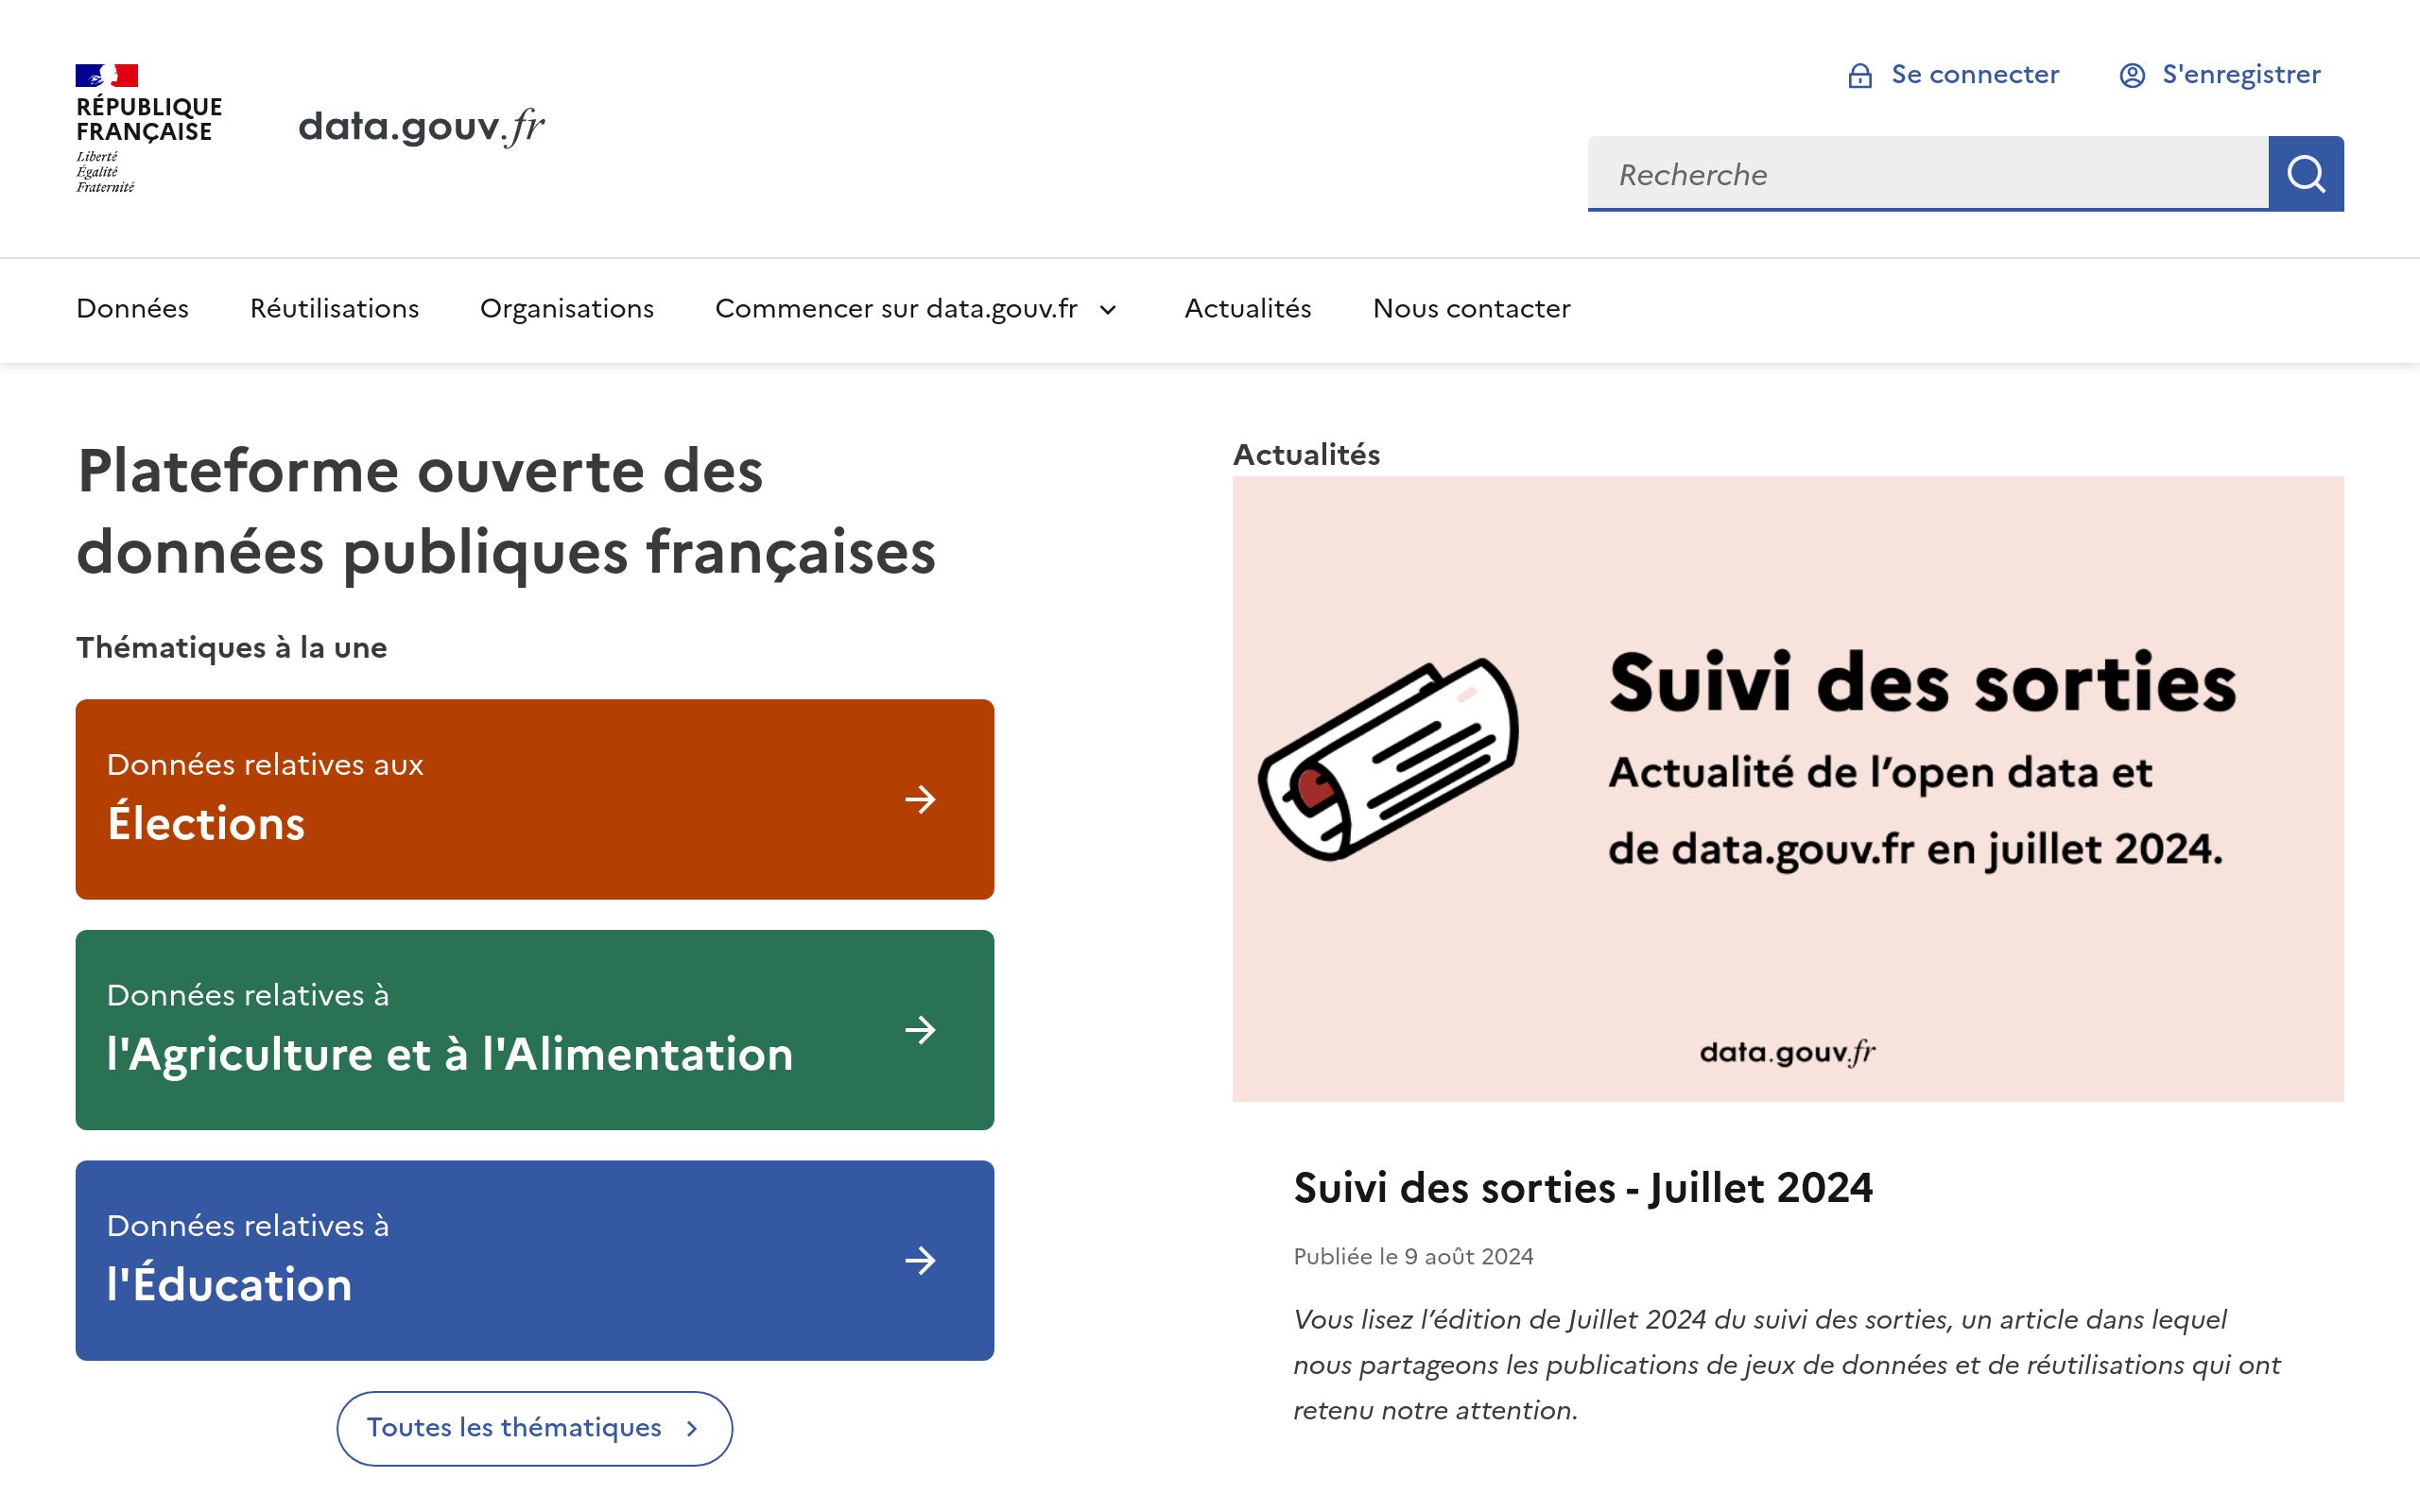 RÉPUBLIQUE
FRANÇAISE
Liberté
Égalité
Fraternité
data.gouv.fr
Se connecter
S'enregistrer
Recherche
Données
Réutilisations
Organisations
Commencer sur data.gouv.fr
Actualités
Nous contacter
Plateforme ouverte des
données publiques françaises
Thématiques à la une
Données relatives aux
Élections
Données relatives à
l'Agriculture et à l'Alimentation
Données relatives à
l'Éducation
Toutes les thématiques
Actualités
Suivi des sorties
Actualité de l’open data et
de data.gouv.fr en juillet 2024.
data.gouv.fr
Suivi des sorties - Juillet 2024
Publiée le 9 août 2024
Vous lisez l’édition de Juillet 2024 du suivi des sorties, un article dans lequel
nous partageons les publications de jeux de données et de réutilisations qui ont
retenu notre attention.